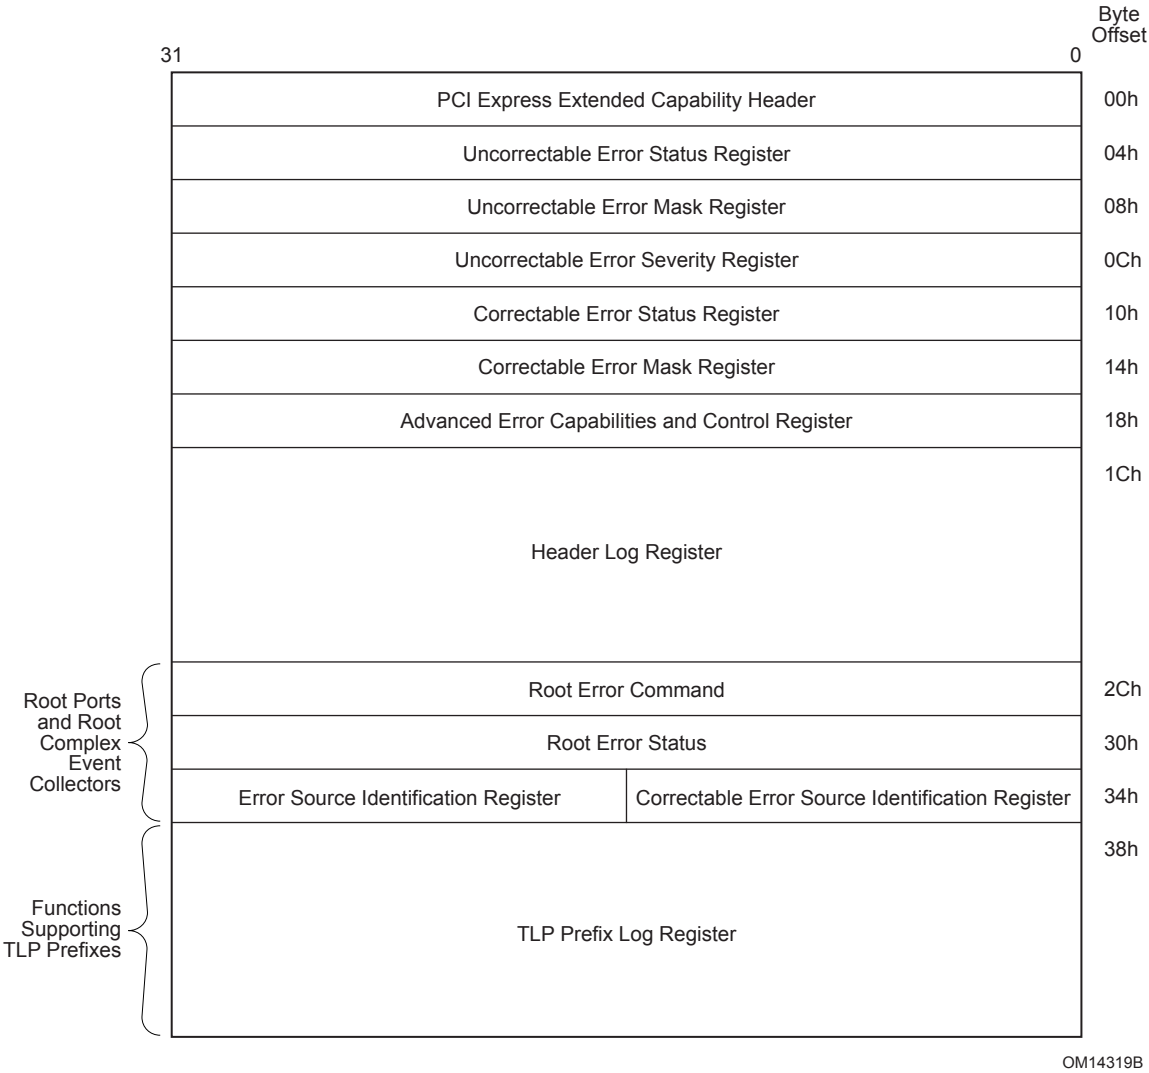 Byte
Offset
31 0
PCI Express Extended Capability Header 00h
Uncorrectable Error Status Register 04h
Uncorrectable Error Mask Register 08h
Uncorrectable Error Severity Register 0Ch
Correctable Error Status Register 10h
Correctable Error Mask Register 14h
Advanced Error Capabilities and Control Register 18h
1Ch
Header Log Register
Root Ports
and Root
Complex
Event
Collectors
Root Error Command 2Ch
Root Error Status 30h
Error Source Identification Register Correctable Error Source Identification Register 34h
38h
Functions
Supporting
TLP Prefixes
TLP Prefix Log Register
OM14319B